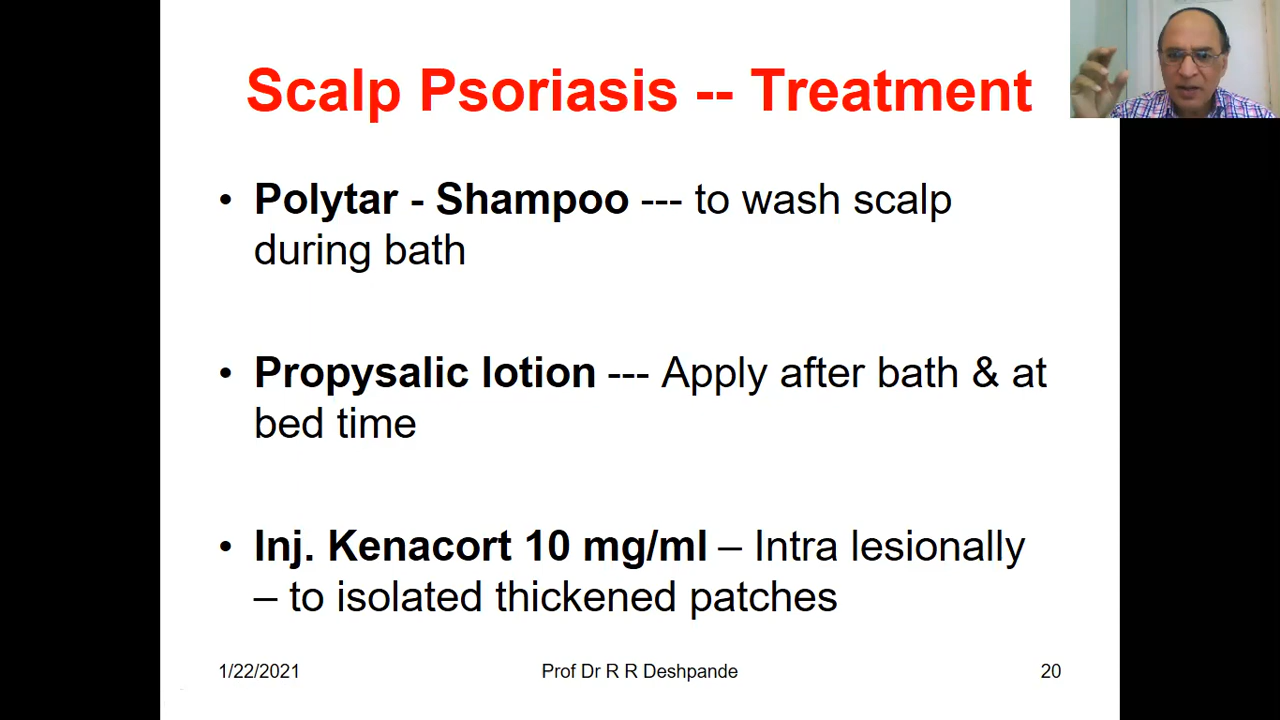 Scalp Psoriasis -- Treatment
• Polytar - Shampoo --- to wash scalp
during bath
• Propysalic lotion --- Apply after bath & at
bed time
• Inj. Kenacort 10 mg/ml – Intra lesionally
– to isolated thickened patches
1/22/2021 Prof Dr R R Deshpande 20